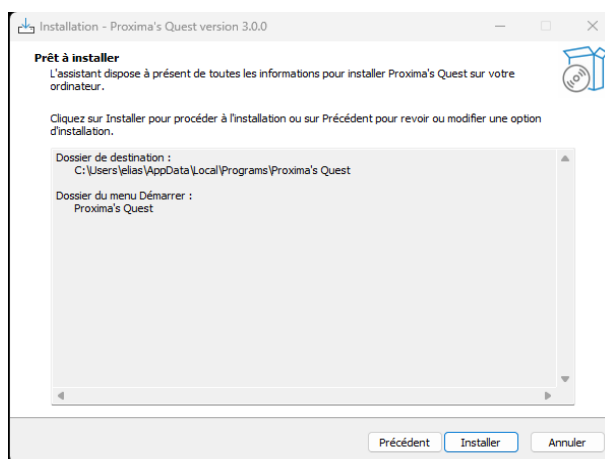 Installation - Proxima's Quest version 3.0.0
Prêt à installer
L'assistant dispose à présent de toutes les informations pour installer Proxima's Quest sur votre
ordinateur.
Cliquez sur Installer pour procéder à l'installation ou sur Précédent pour revoir ou modifier une option
d'installation.
Dossier de destination :
C:\Users\elias\AppData\Local\Programs\Proxima's Quest
Dossier du menu Démarrer :
Proxima's Quest
Précédent Installer Annuler